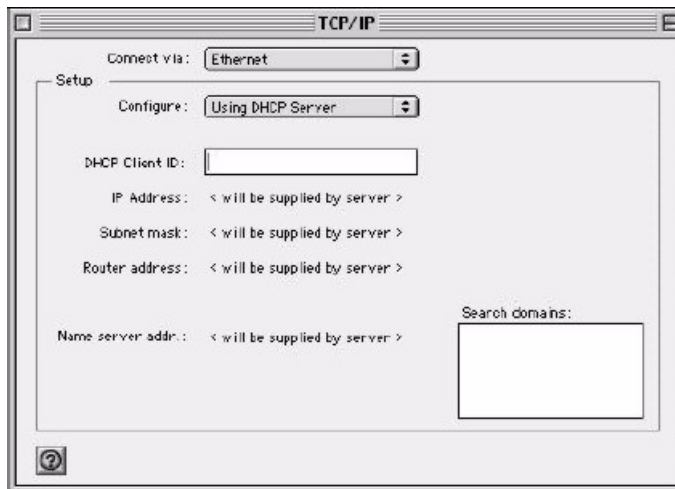 TCP/IP
Connect via: Ethernet
Setup
Configure: Using DHCP Server
DHCP Client ID:
IP Address: < will be supplied by server >
Subnet mask: < will be supplied by server >
Router address: < will be supplied by server >
Search domains:
Name server addr.: < will be supplied by server >
?